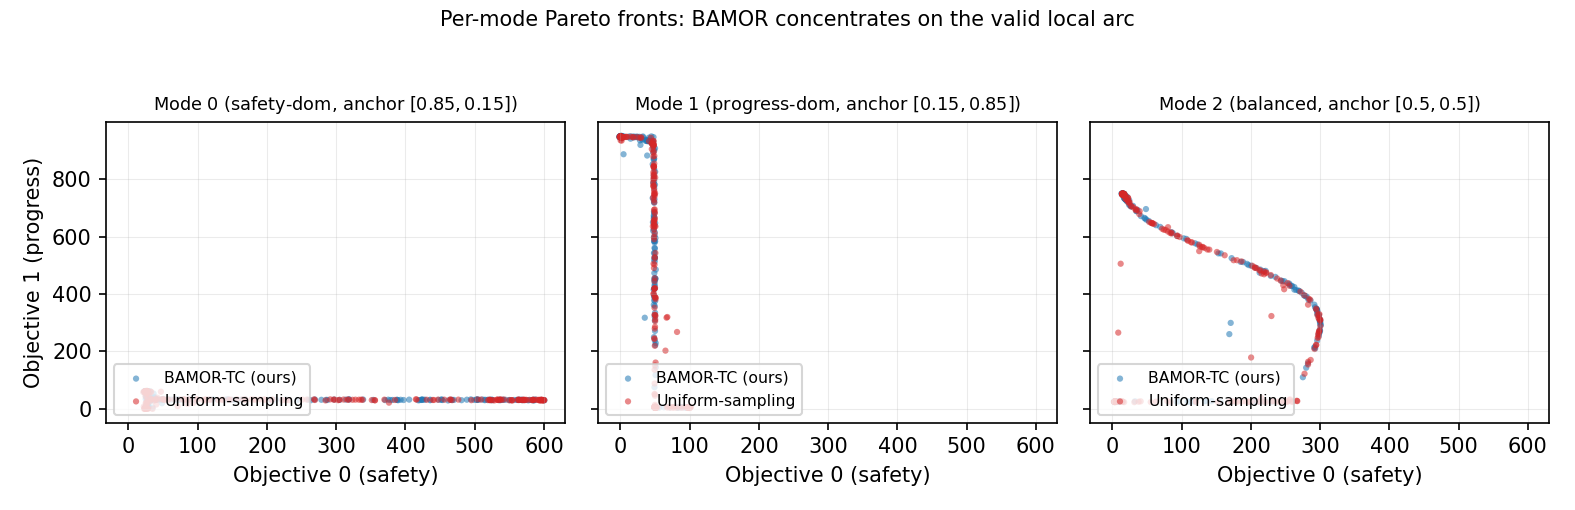 Per-mode Pareto fronts: BAMOR concentrates on the valid local arc
Mode 0 (safety-dom, anchor [0.85, 0.15])
Mode 1 (progress-dom, anchor [0.15, 0.85])
Mode 2 (balanced, anchor [0.5, 0.5])
Objective 1 (progress)
800
600
400
200
0
BAMOR-TC (ours)
Uniform-sampling
BAMOR-TC (ours)
Uniform-sampling
BAMOR-TC (ours)
Uniform-sampling
0 100 200 300 400 500 600
0 100 200 300 400 500 600
0 100 200 300 400 500 600
Objective 0 (safety)
Objective 0 (safety)
Objective 0 (safety)